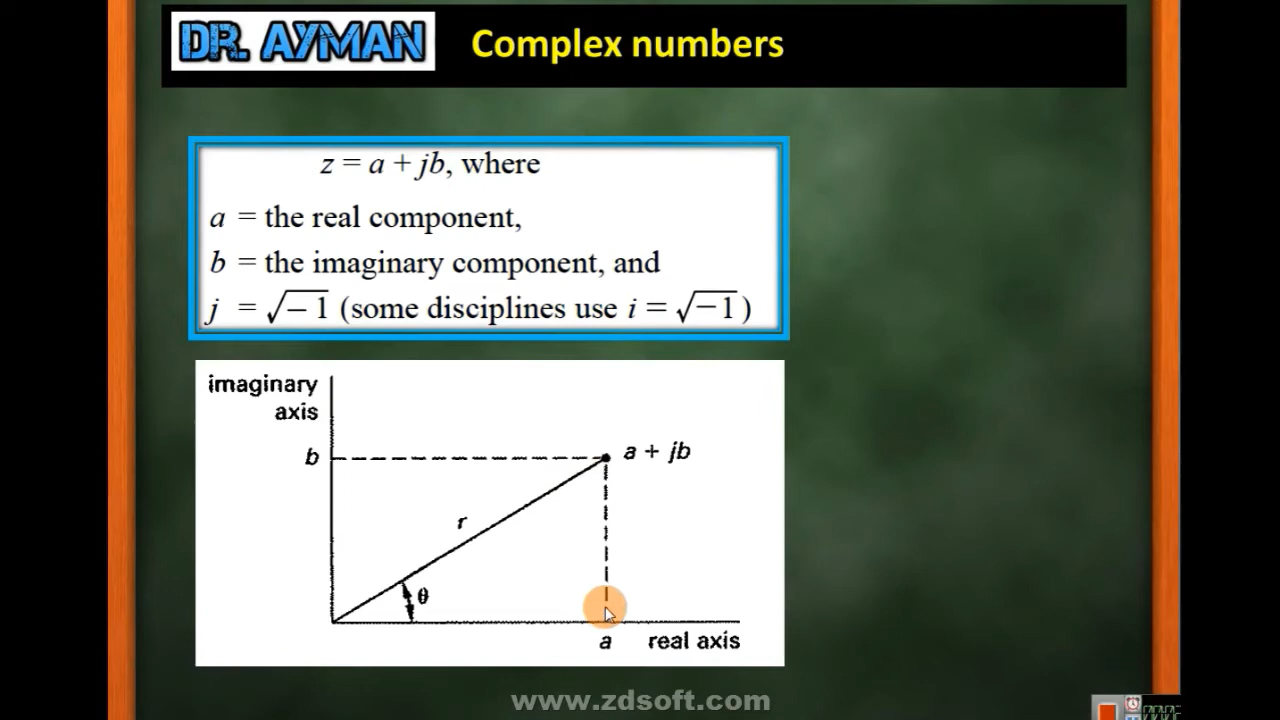 DR. AYMAN
Complex numbers
z = a + jb, where
a = the real component,
b = the imaginary component, and
j = √−1 (some disciplines use i = √−1)
imaginary
axis
b
a + jb
r
θ
a
real axis
www.zdsoft.com